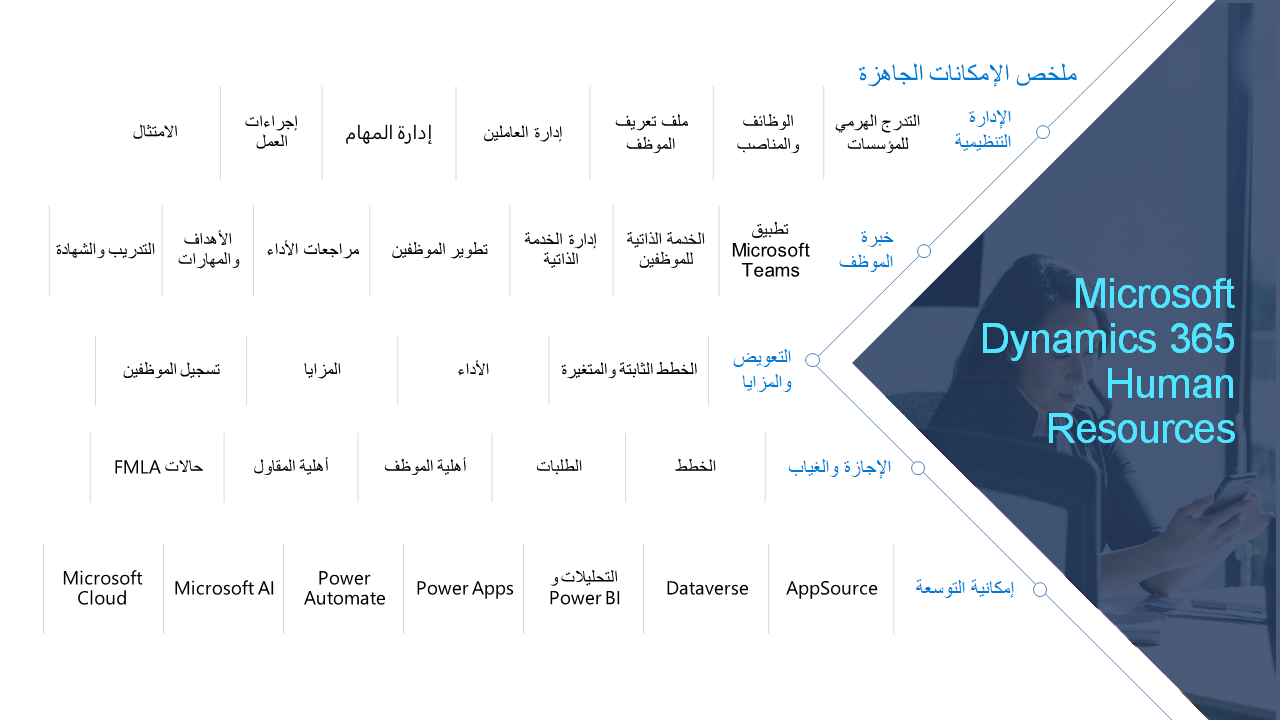 ملخص الإمكانات الجاهزة
الإدارة
التنظيمية
التدرج الهرمي
للمؤسسات
الوظائف
والمناصب
ملف تعريف
الموظف
إدارة العاملين
إدارة المهام
إجراءات
العمل
الامتثال
خبرة
الموظف
تطبيق
Microsoft
Teams
الخدمة الذاتية
للموظفين
إدارة الخدمة
الذاتية
تطوير الموظفين
مراجعات الأداء
الأهداف
والمهارات
التدريب والشهادة
التعويض
والمزايا
الخطط الثابتة والمتغيرة
الأداء
المزايا
تسجيل الموظفين
الإجازة والغياب
الخطط
الطلبات
أهلية الموظف
أهلية المقاول
حالات FMLA
إمكانية التوسعة
AppSource
Dataverse
التحليلات و
Power BI
Power Apps
Power
Automate
Microsoft AI
Microsoft
Cloud
Microsoft
Dynamics 365
Human
Resources